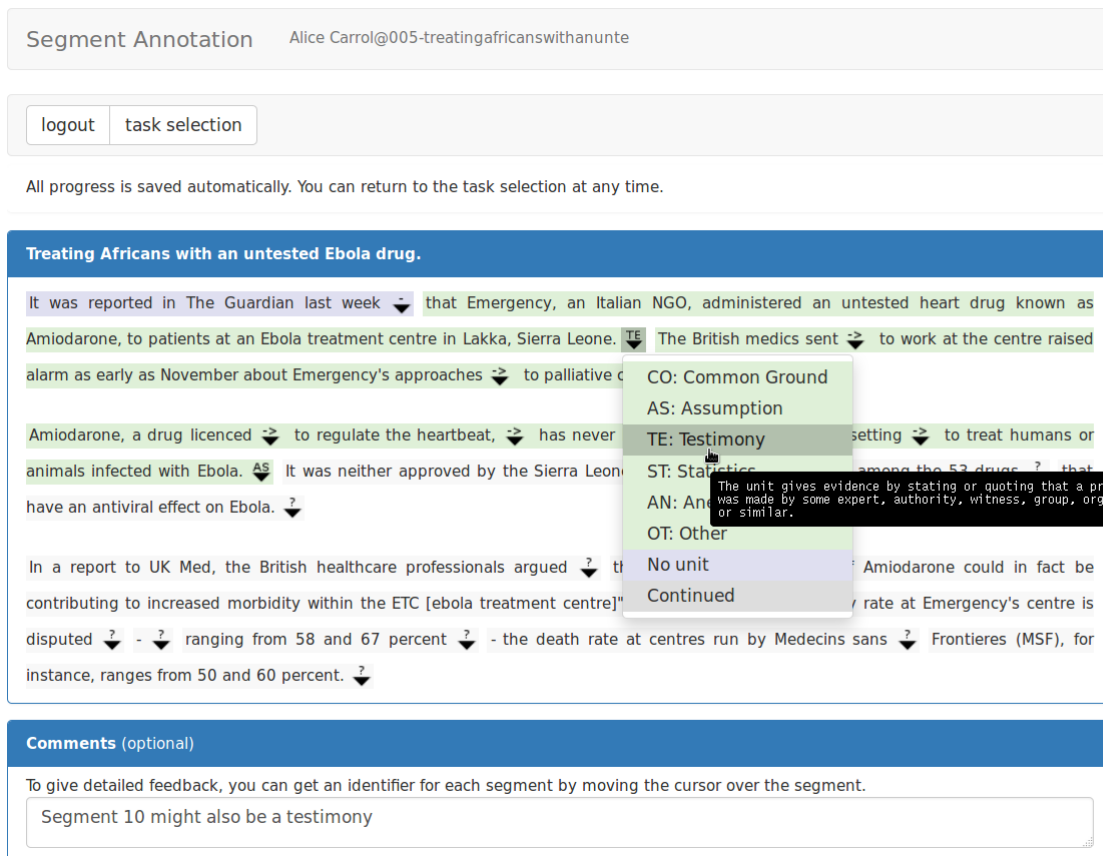 Segment Annotation Alice Carrol@005-treatingafricanswithanunte
logout task selection
All progress is saved automatically. You can return to the task selection at any time.
Treating Africans with an untested Ebola drug.
It was reported in The Guardian last week - that Emergency, an Italian NGO, administered an untested heart drug known as
Amiodarone, to patients at an Ebola treatment centre in Lakka, Sierra Leone. TE The British medics sent -> to work at the centre raised
alarm as early as November about Emergency's approaches -> to palliative
CO: Common Ground
AS: Assumption
TE: Testimony
ST: Statistics
AN:
OT: Other
No unit
Continued
The unit gives evidence by stating or quoting that a
was made by some expert, authority, witness, group,
or similar.
Amiodarone, a drug licenced -> to regulate the heartbeat, -> has never setting -> to treat humans or
animals infected with Ebola. AS It was neither approved by the Sierra among the 53 drugs ? that
have an antiviral effect on Ebola. ?
In a report to UK Med, the British healthcare professionals argued ? Amiodarone could in fact be
contributing to increased morbidity within the ETC [ebola treatment centre]" rate at Emergency's centre is
disputed ? - ? ranging from 58 and 67 percent ? - the death rate at centres run by Medecins sans ? Frontieres (MSF), for
instance, ranges from 50 and 60 percent. ?
Comments (optional)
To give detailed feedback, you can get an identifier for each segment by moving the cursor over the segment.
Segment 10 might also be a testimony